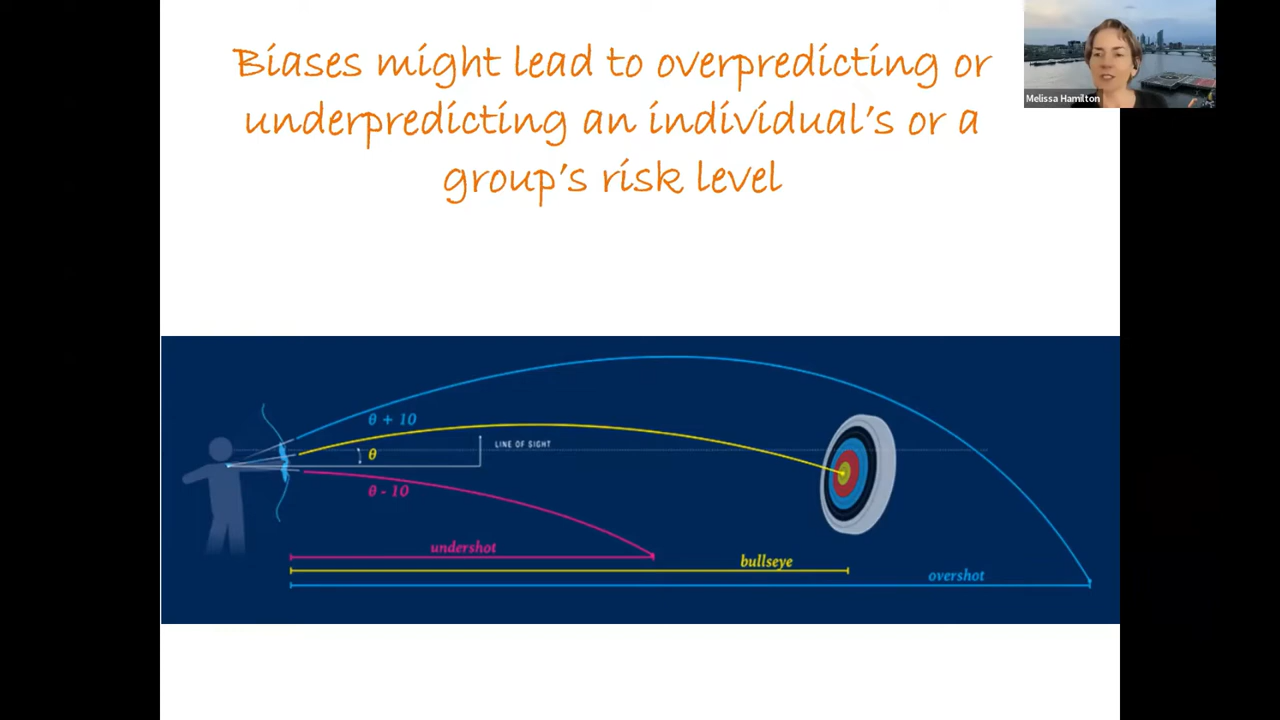 Biases might lead to overpredicting or
underpredicting an individual's or a
group's risk level
Melissa Hamilton
θ + 10
LINE OF SIGHT
θ
θ - 10
undershot
bullseye
overshot